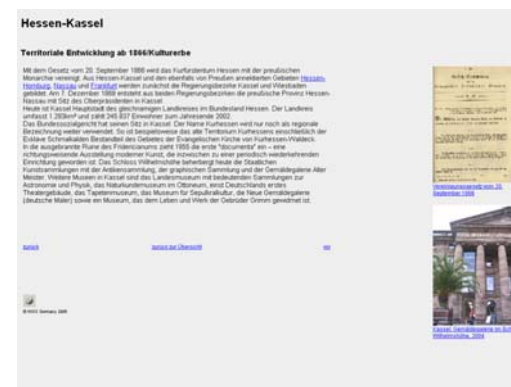 Hessen-Kassel
Territoriale Entwicklung ab 1866/Kulturerbe
Mit dem Gesetz vom 20. September 1866 wird das Kurfürstentum Hessen mit der preußischen
Monarchie vereinigt. Aus Hessen-Kassel und den ebenfalls von Preußen annektierten Gebieten Hessen-
Homburg, Nassau und Frankfurt werden zunächst die Regierungsbezirke Kassel und Wiesbaden
gebildet. Am 7. Dezember 1868 entsteht aus beiden Regierungsbezirken die preußische Provinz Hessen-
Nassau mit Sitz des Oberpräsidenten in Kassel.
Heute ist Kassel Hauptstadt des gleichnamigen Landkreises im Bundesland Hessen. Der Landkreis
umfasst 1.293km² und zählt 245.837 Einwohner zum Jahresende 2002.
Das Bundessozialgericht hat seinen Sitz in Kassel. Der Name Kurhessen wird nur noch als regionale
Bezeichnung weiter verwendet. So ist beispielsweise das alte Territorium Kurhessens einschließlich der
Exklave Schmalkalden Bestandteil des Gebietes der Evangelischen Kirche von Kurhessen-Waldeck.
In die ausgebrannte Ruine des Fridericianums zieht 1955 die erste "documenta" ein – eine
richtungsweisende Ausstellung moderner Kunst, die inzwischen zu einer periodisch wiederkehrenden
Einrichtung geworden ist. Das Schloss Wilhelmshöhe beherbergt heute die Staatlichen
Kunstsammlungen mit der Antikensammlung, der graphischen Sammlung und der Gemäldegalerie Alter
Meister. Weitere Museen in Kassel sind das Landesmuseum mit bedeutenden Sammlungen zur
Astronomie und Physik, das Naturkundemuseum im Ottoneum, einst Deutschlands erstes
Theatergebäude, das Tapetenmuseum, das Museum für Sepulkralkultur, die Neue Gemäldegalerie
(deutsche Maler) sowie ein Museum, das dem Leben und Werk der Gebrüder Grimm gewidmet ist.
Vereinigungsgesetz vom 20.
September 1866
Kassel, Gemäldegalerie im Sch
Wilhelmshöhe, 2004
zurück
zurück zur Übersicht
vor
Germany 2005